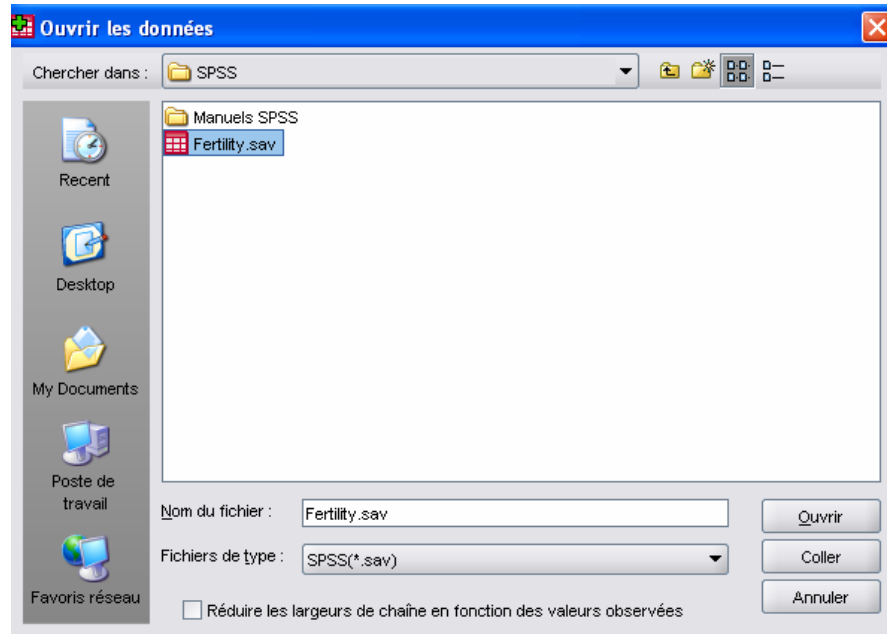 Ouvrir les données
Chercher dans :
SPSS
Recent
Desktop
My Documents
Poste de
travail
Favoris réseau
Manuels SPSS
Fertility.sav
Nom du fichier :
Fertility.sav
Ouvrir
Fichiers de type :
SPSS(*.sav)
Coller
Réduire les largeurs de chaîne en fonction des valeurs observées
Annuler